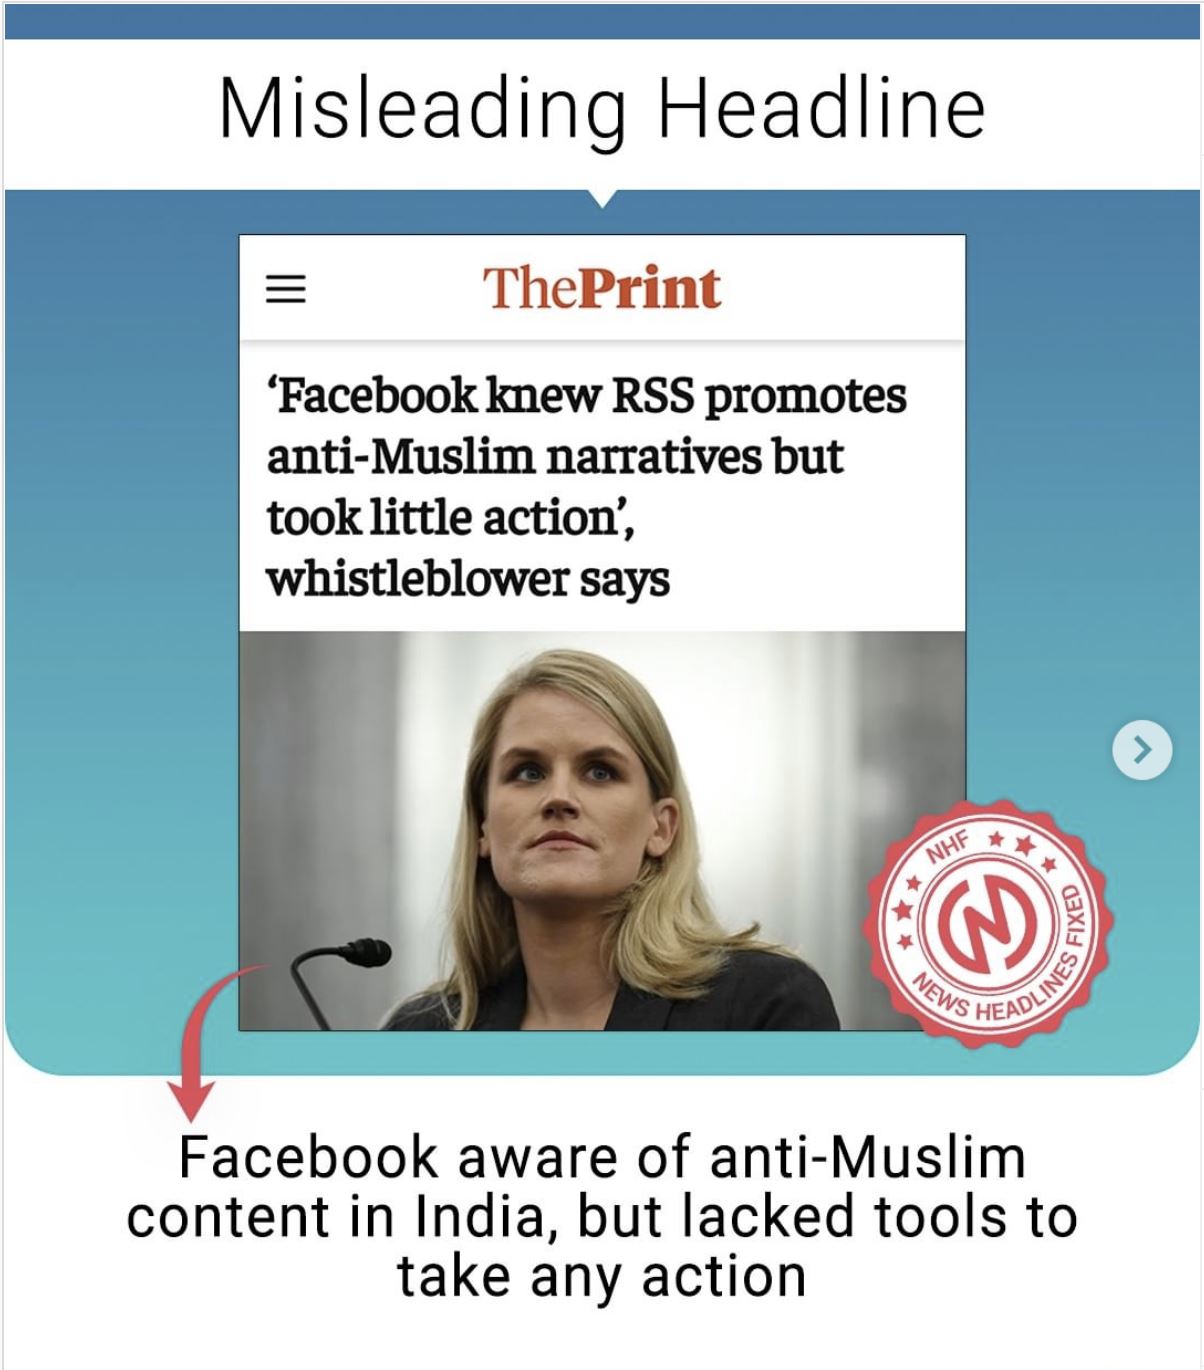 Misleading Headline
ThePrint
‘Facebook knew RSS promotes
anti-Muslim narratives but
took little action’,
whistleblower says
NHF
NEWS HEADLINES FIXED
Facebook aware of anti-Muslim
content in India, but lacked tools to
take any action